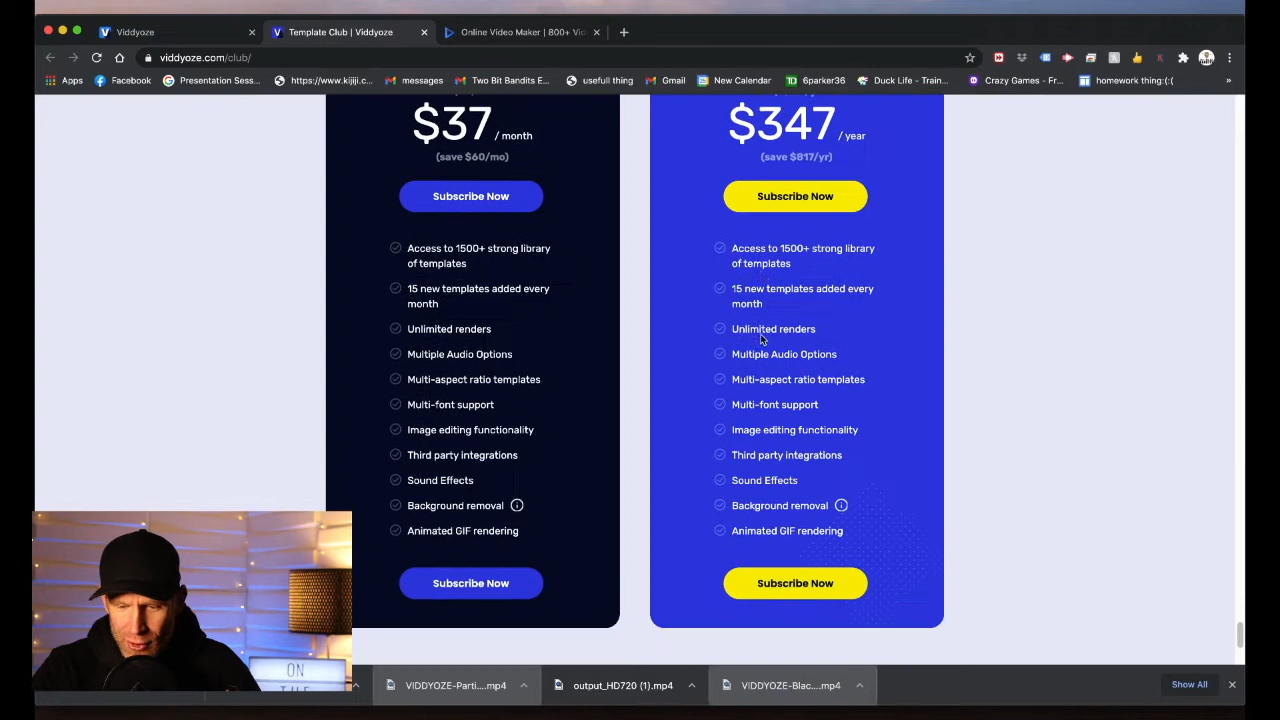 Viddyoze
Template Club | Viddyoze
Online Video Maker | 800+ Vid
viddyoze.com/club/
Apps
Facebook
Presentation Sess...
https://www.kijiji.c...
messages
Two Bit Bandits E...
usefull thing
Gmail
New Calendar
6parker36
Duck Life - Train...
Crazy Games - Fr...
homework thing:(
»
$37 / month
(save $60/mo)
Subscribe Now
Access to 1500+ strong library
of templates
15 new templates added every
month
Unlimited renders
Multiple Audio Options
Multi-aspect ratio templates
Multi-font support
Image editing functionality
Third party integrations
Sound Effects
Background removal
Animated GIF rendering
Subscribe Now
$347 / year
(save $817/yr)
Subscribe Now
Access to 1500+ strong library
of templates
15 new templates added every
month
Unlimited renders
Multiple Audio Options
Multi-aspect ratio templates
Multi-font support
Image editing functionality
Third party integrations
Sound Effects
Background removal
Animated GIF rendering
Subscribe Now
ON
THE
VIDDYOZE-Parti....mp4
output_HD720 (1).mp4
VIDDYOZE-Blac....mp4
Show All